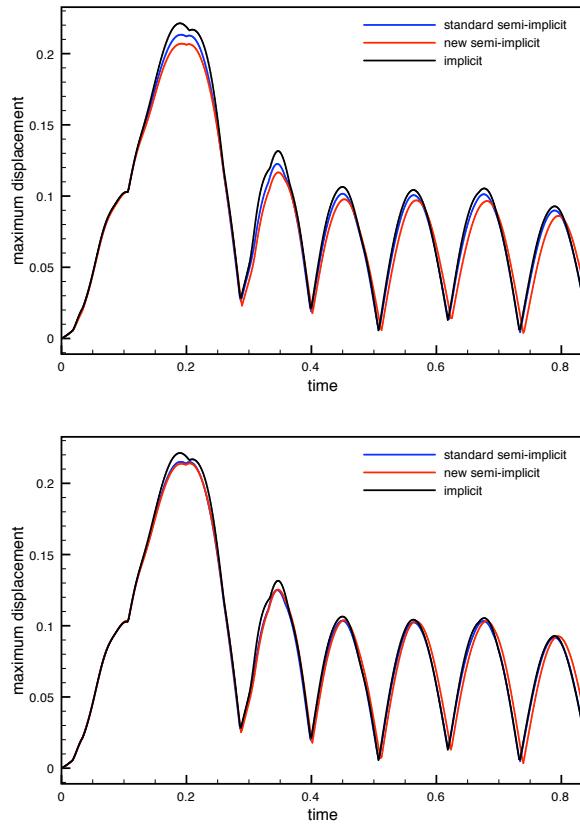 standard semi-implicit
new semi-implicit
implicit
0.2
0.15
0.1
0.05
0
maximum displacement
0
0.2
0.4
0.6
0.8
time
standard semi-implicit
new semi-implicit
implicit
0.2
0.15
0.1
0.05
0
maximum displacement
0
0.2
0.4
0.6
0.8
time